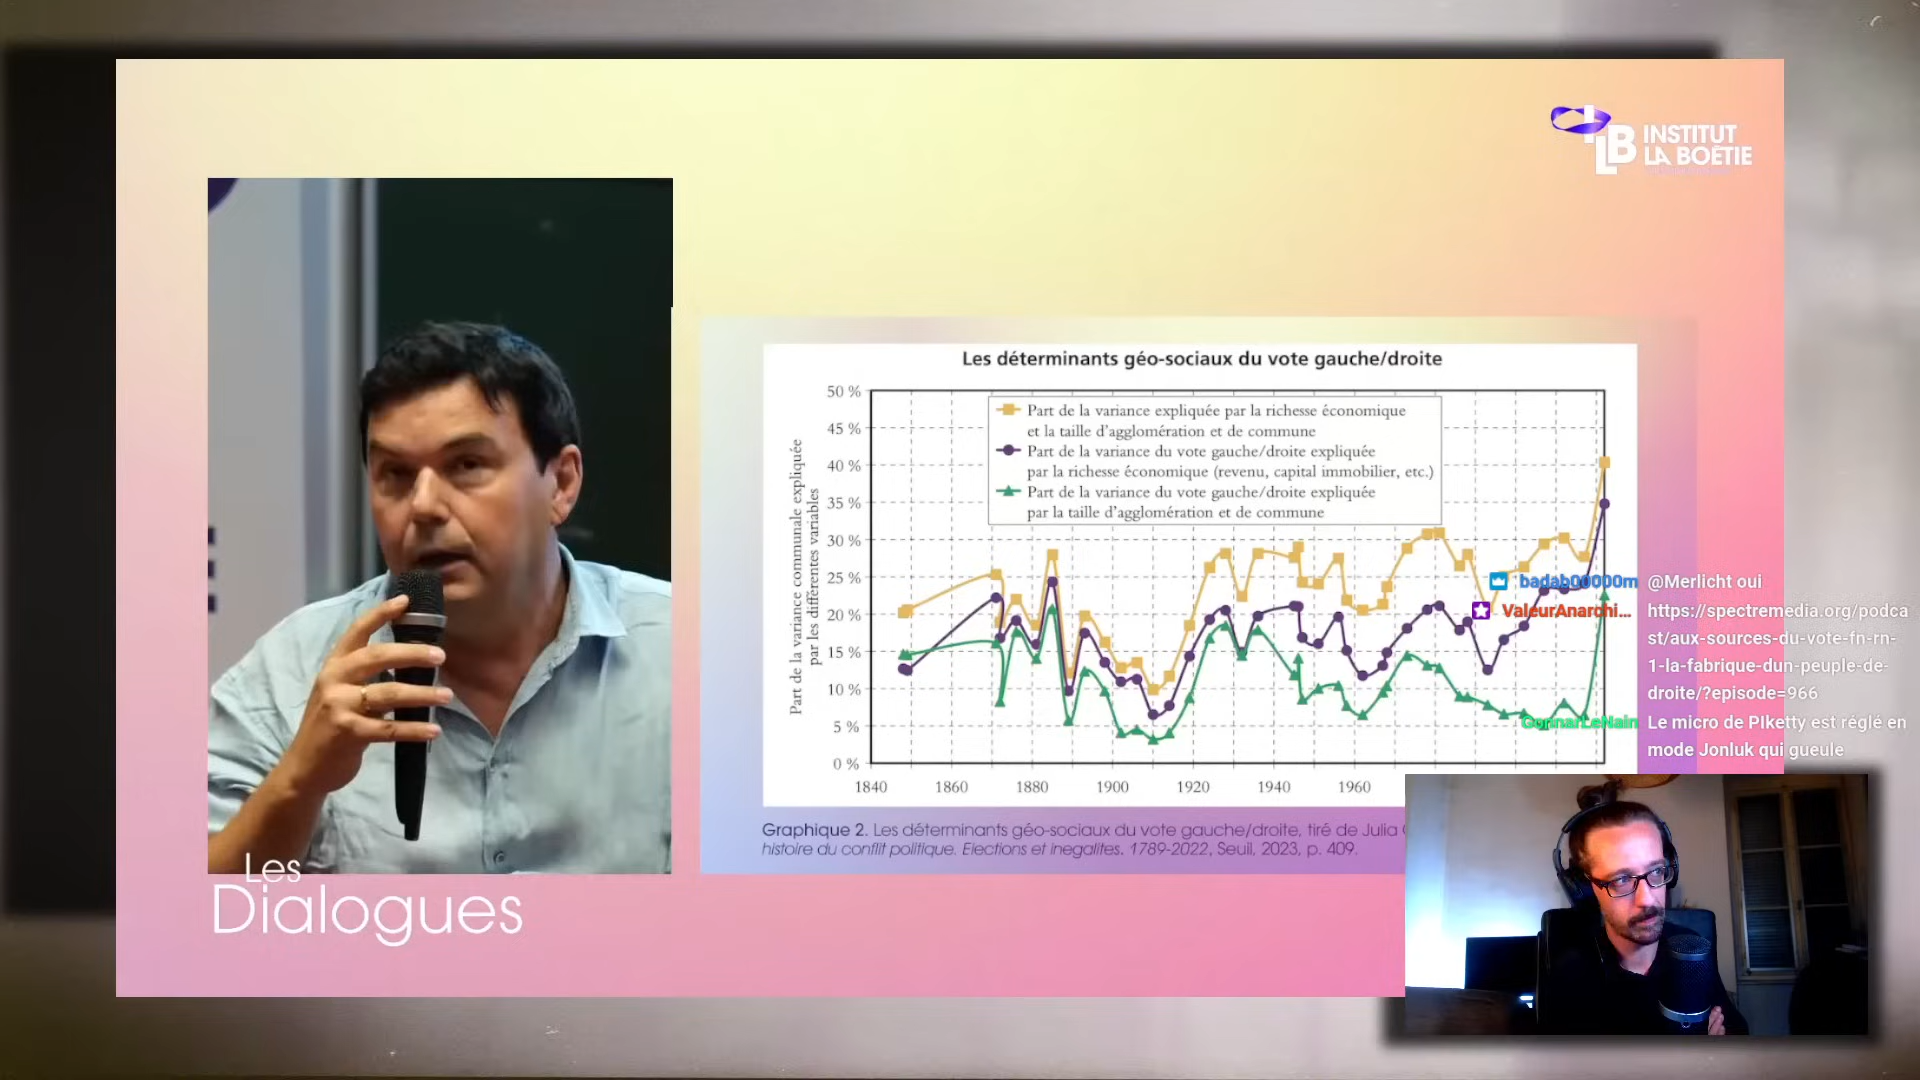 INSTITUT
LA BOÉTIE
Les déterminants géo-sociaux du vote gauche/droite
Part de la variance communale expliquée
par les différentes variables
50 %
45 %
40 %
35 %
30 %
25 %
20 %
15 %
10 %
5 %
0 %
Part de la variance expliquée par la richesse économique
et la taille d'agglomération et de commune
Part de la variance du vote gauche/droite expliquée
par la richesse économique (revenu, capital immobilier, etc.)
Part de la variance du vote gauche/droite expliquée
par la taille d'agglomération et de commune
1840 1860 1880 1900 1920 1940 1960
Graphique 2. Les déterminants géo-sociaux du vote gauche/droite, tiré de Julia
histoire du conflit politique. Elections et inegalites. 1789-2022, Seuil, 2023, p. 409.
badab00000m @Merlicht oui
ValeurAnarchi... https://spectremedia.org/podca
st/aux-sources-du-vote-fn-rn-
1-la-fabrique-dun-peuple-de-
droite/?episode=966
GonnarLeNain Le micro de PIketty est réglé en
mode Jonluk qui gueule
Les
Dialogues